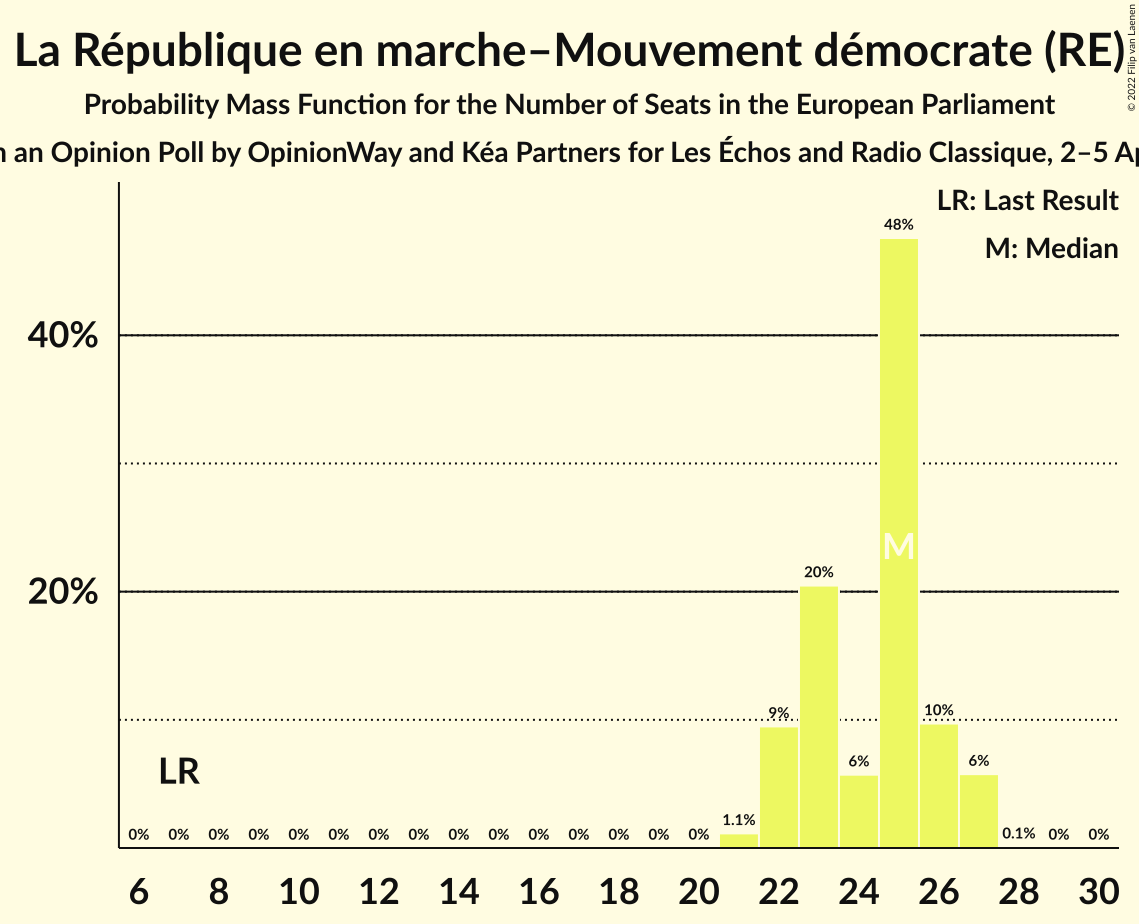 La République en marche–Mouvement démocrate (RE)
© 2022 Filip van Laenen
Probability Mass Function for the Number of Seats in the European Parliament
an Opinion Poll by OpinionWay and Kéa Partners for Les Échos and Radio Classique, 2–5
LR: Last Result
M: Median
48%
40%
M
20%
20%
9%
10%
6%
6%
LR
1.1%
0% 0% 0% 0% 0% 0% 0% 0% 0% 0% 0% 0% 0% 0% 0% 0.1% 0% 0%
6 8 10 12 14 16 18 20 22 24 26 28 30